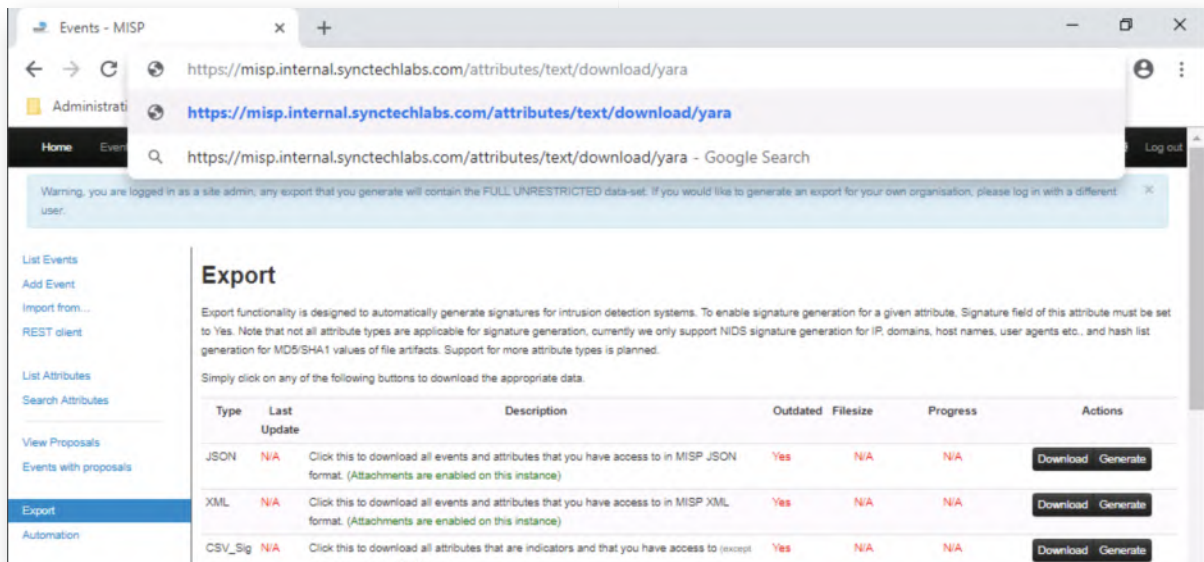 Events - MISP
https://misp.internal.synctechlabs.com/attributes/text/download/yara
Administrati
https://misp.internal.synctechlabs.com/attributes/text/download/yara
Home Even
https://misp.internal.synctechlabs.com/attributes/text/download/yara - Google Search
Log out
Warning, you are logged in as a site admin, any export that you generate will contain the FULL UNRESTRICTED data-set. If you would like to generate an export for your own organisation, please log in with a different
user.
List Events
Add Event
Import from...
REST client
List Attributes
Search Attributes
View Proposals
Events with proposals
Export
Automation
Export
Export functionality is designed to automatically generate signatures for intrusion detection systems. To enable signature generation for a given attribute, Signature field of this attribute must be set
to Yes. Note that not all attribute types are applicable for signature generation, currently we only support NIDS signature generation for IP, domains, host names, user agents etc., and hash list
generation for MD5/SHA1 values of file artifacts. Support for more attribute types is planned.
Simply click on any of the following buttons to download the appropriate data.
Type Last Update Description Outdated Filesize Progress Actions
JSON N/A Click this to download all events and attributes that you have access to in MISP JSON Yes N/A N/A Download Generate
format. (Attachments are enabled on this instance)
XML N/A Click this to download all events and attributes that you have access to in MISP XML Yes N/A N/A Download Generate
format. (Attachments are enabled on this instance)
CSV_Sig N/A Click this to download all attributes that are indicators and that you have access to (except Yes N/A N/A Download Generate